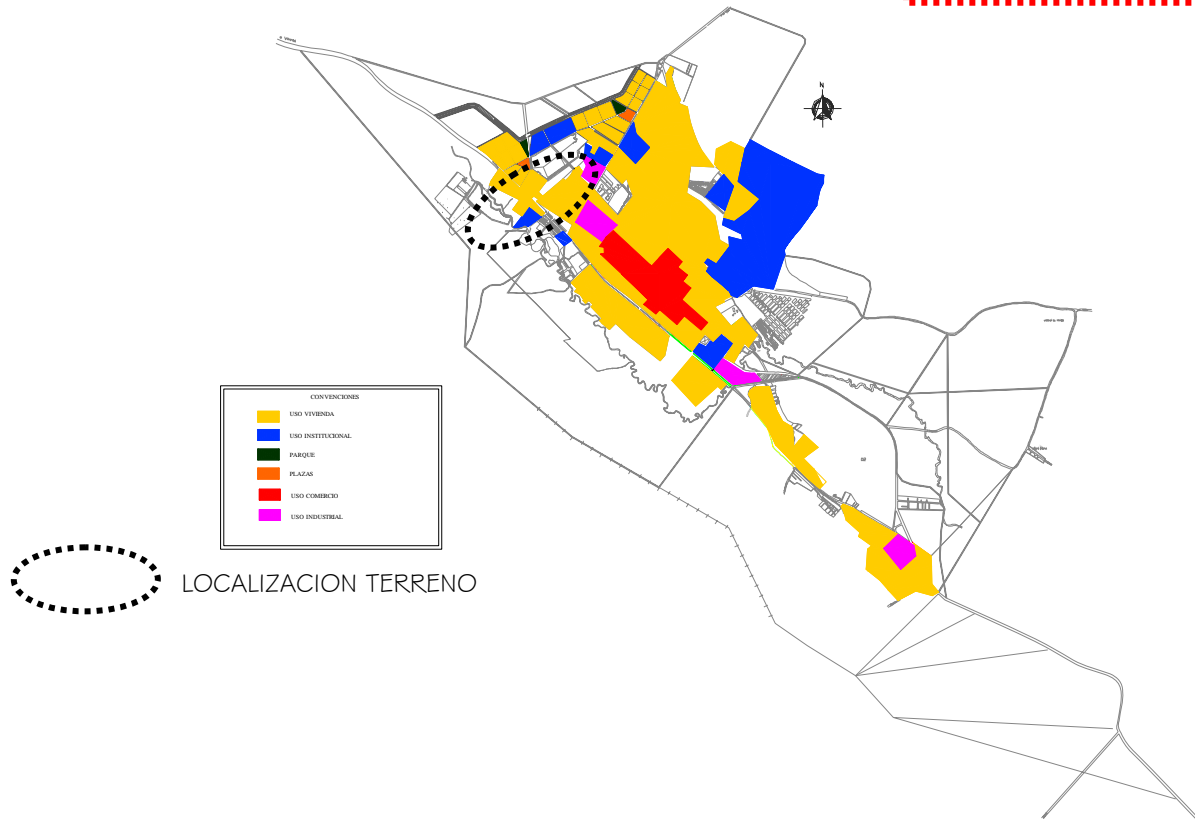 N
CONVENCIONES
USO VIVIENDA
USO INSTITUCIONAL
PARQUE
PLAZAS
USO COMERCIO
USO INDUSTRIAL
LOCALIZACION TERRENO